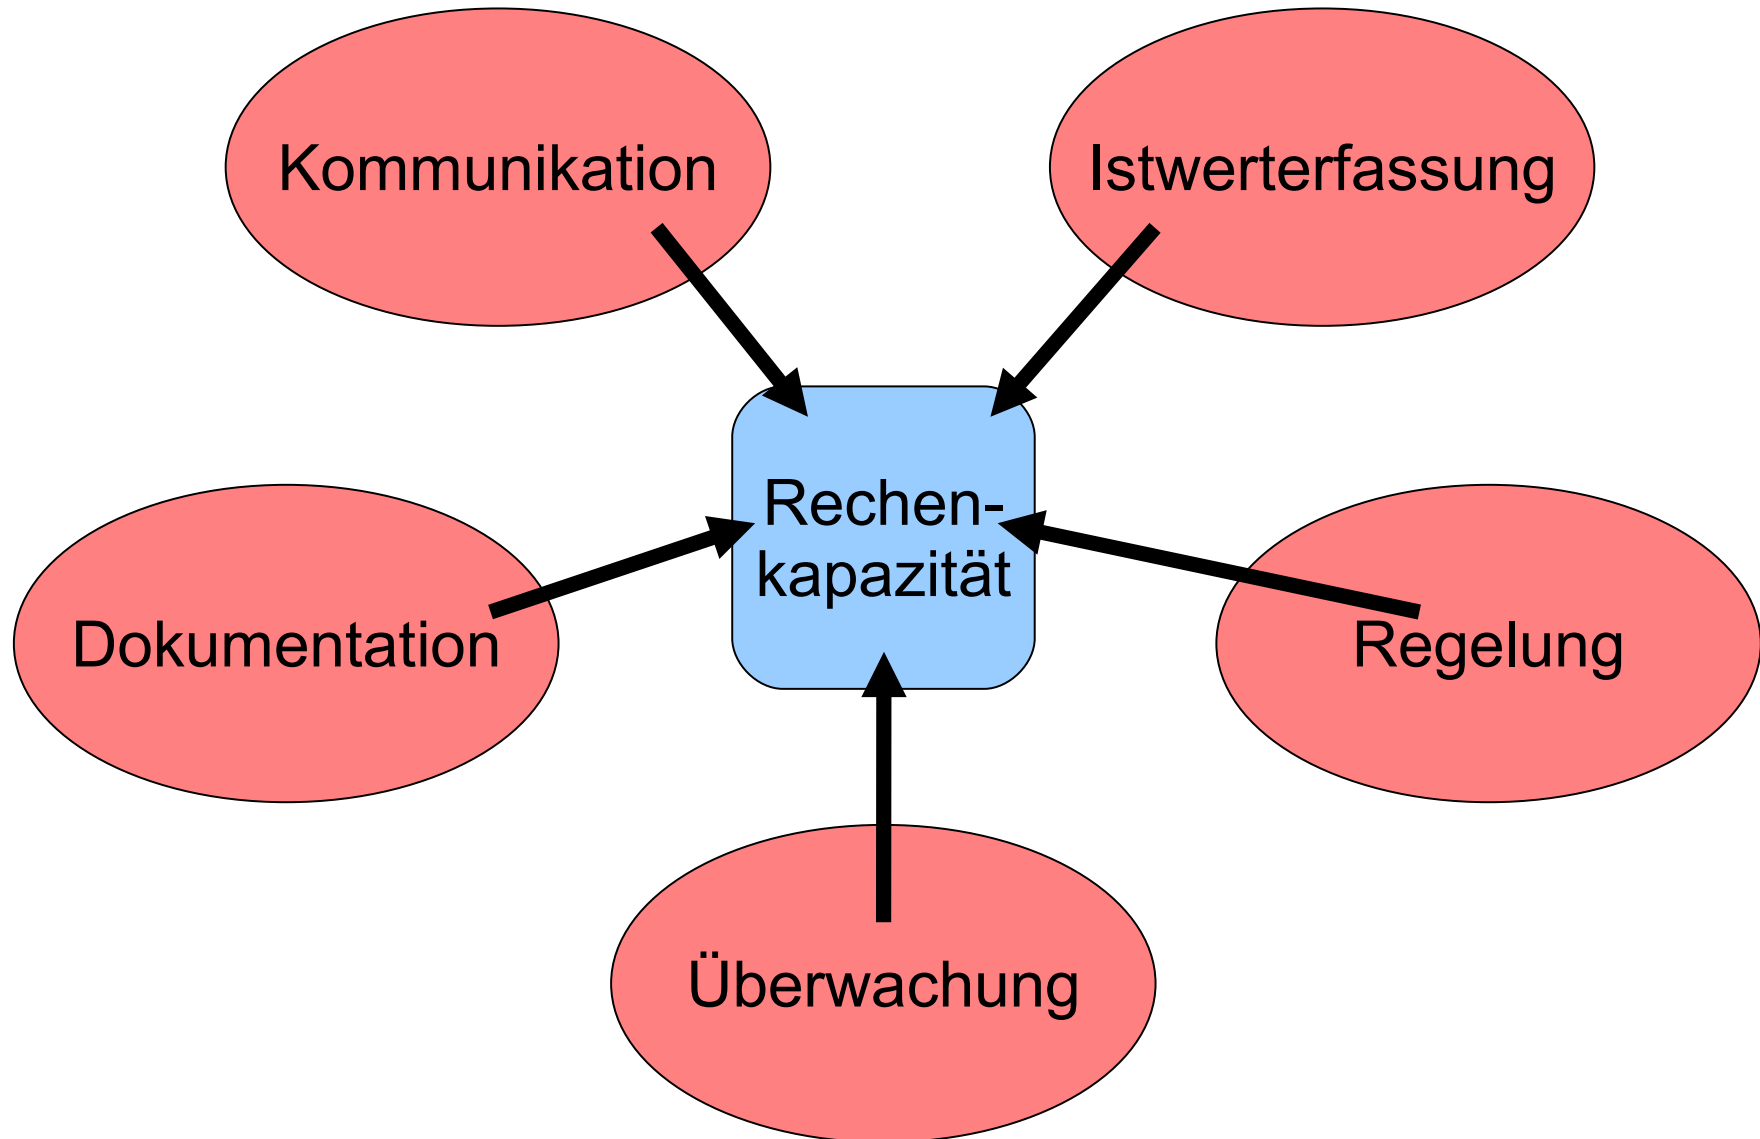 Kommunikation
Istwerterfassung
Rechen-
kapazität
Dokumentation
Regelung
Überwachung